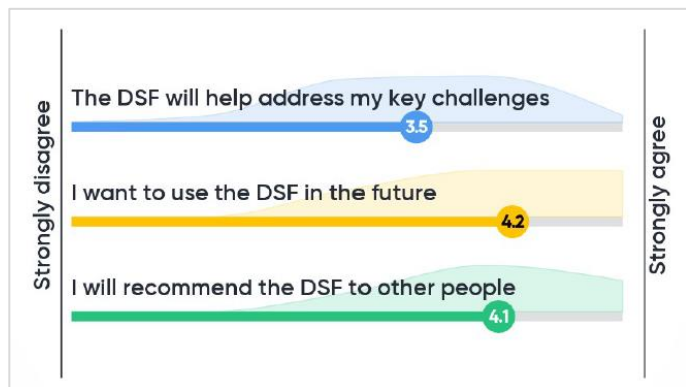 Strongly disagree
The DSF will help address my key challenges
3.5
I want to use the DSF in the future
4.2
I will recommend the DSF to other people
4.1
Strongly agree